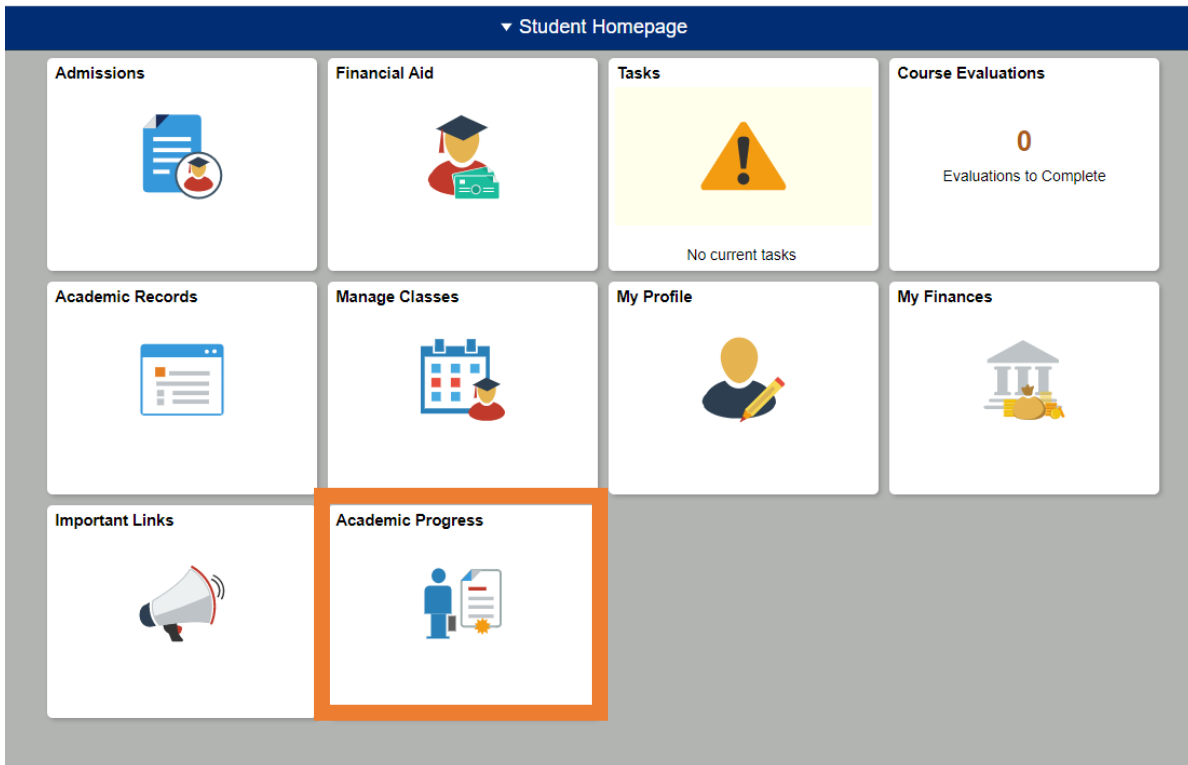 Student Homepage
Admissions
Financial Aid
Tasks
Course Evaluations
0
Evaluations to Complete
No current tasks
Academic Records
Manage Classes
My Profile
My Finances
Important Links
Academic Progress